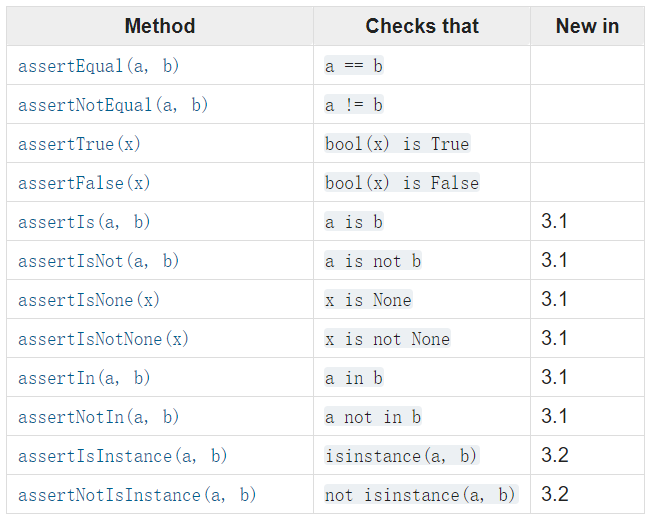 Method Checks that New in
assertEqual(a, b) a == b
assertNotEqual(a, b) a != b
assertTrue(x) bool(x) is True
assertFalse(x) bool(x) is False
assertIs(a, b) a is b 3.1
assertIsNot(a, b) a is not b 3.1
assertIsNone(x) x is None 3.1
assertIsNotNone(x) x is not None 3.1
assertIn(a, b) a in b 3.1
assertNotIn(a, b) a not in b 3.1
assertIsInstance(a, b) isinstance(a, b) 3.2
assertNotIsInstance(a, b) not isinstance(a, b) 3.2